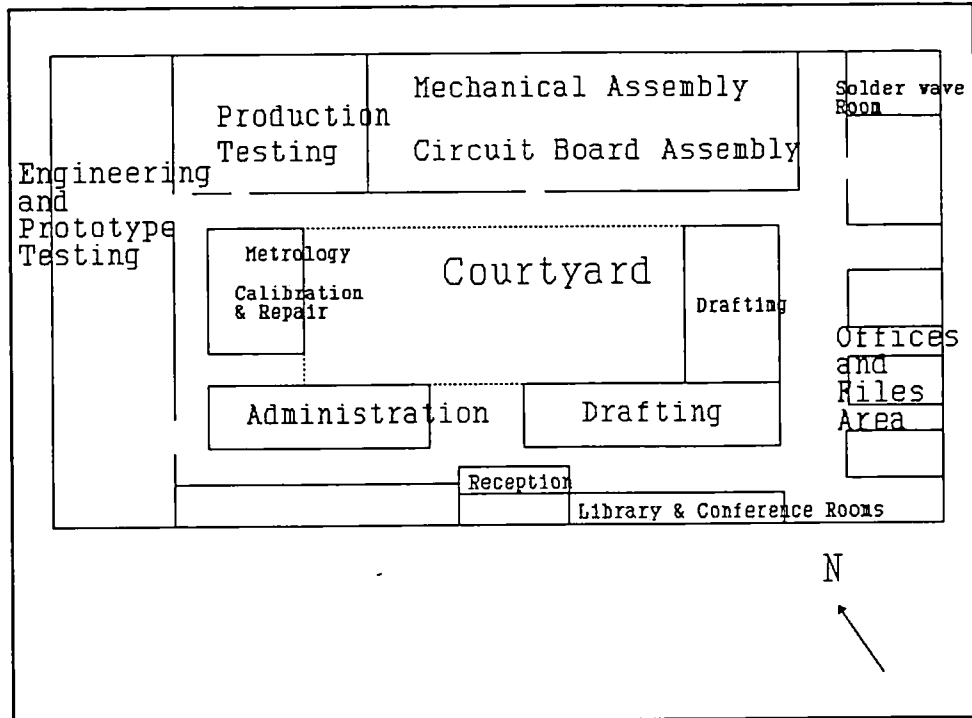 Mechanical Assembly
Solder wave
Room
Production
Testing
Circuit Board Assembly
Engineering
and
Prototype
Testing
Metrology
Calibration
& Repair
Courtyard
Drafting
Offices
and
Files
Area
Administration
Drafting
Reception
Library & Conference Rooms
N